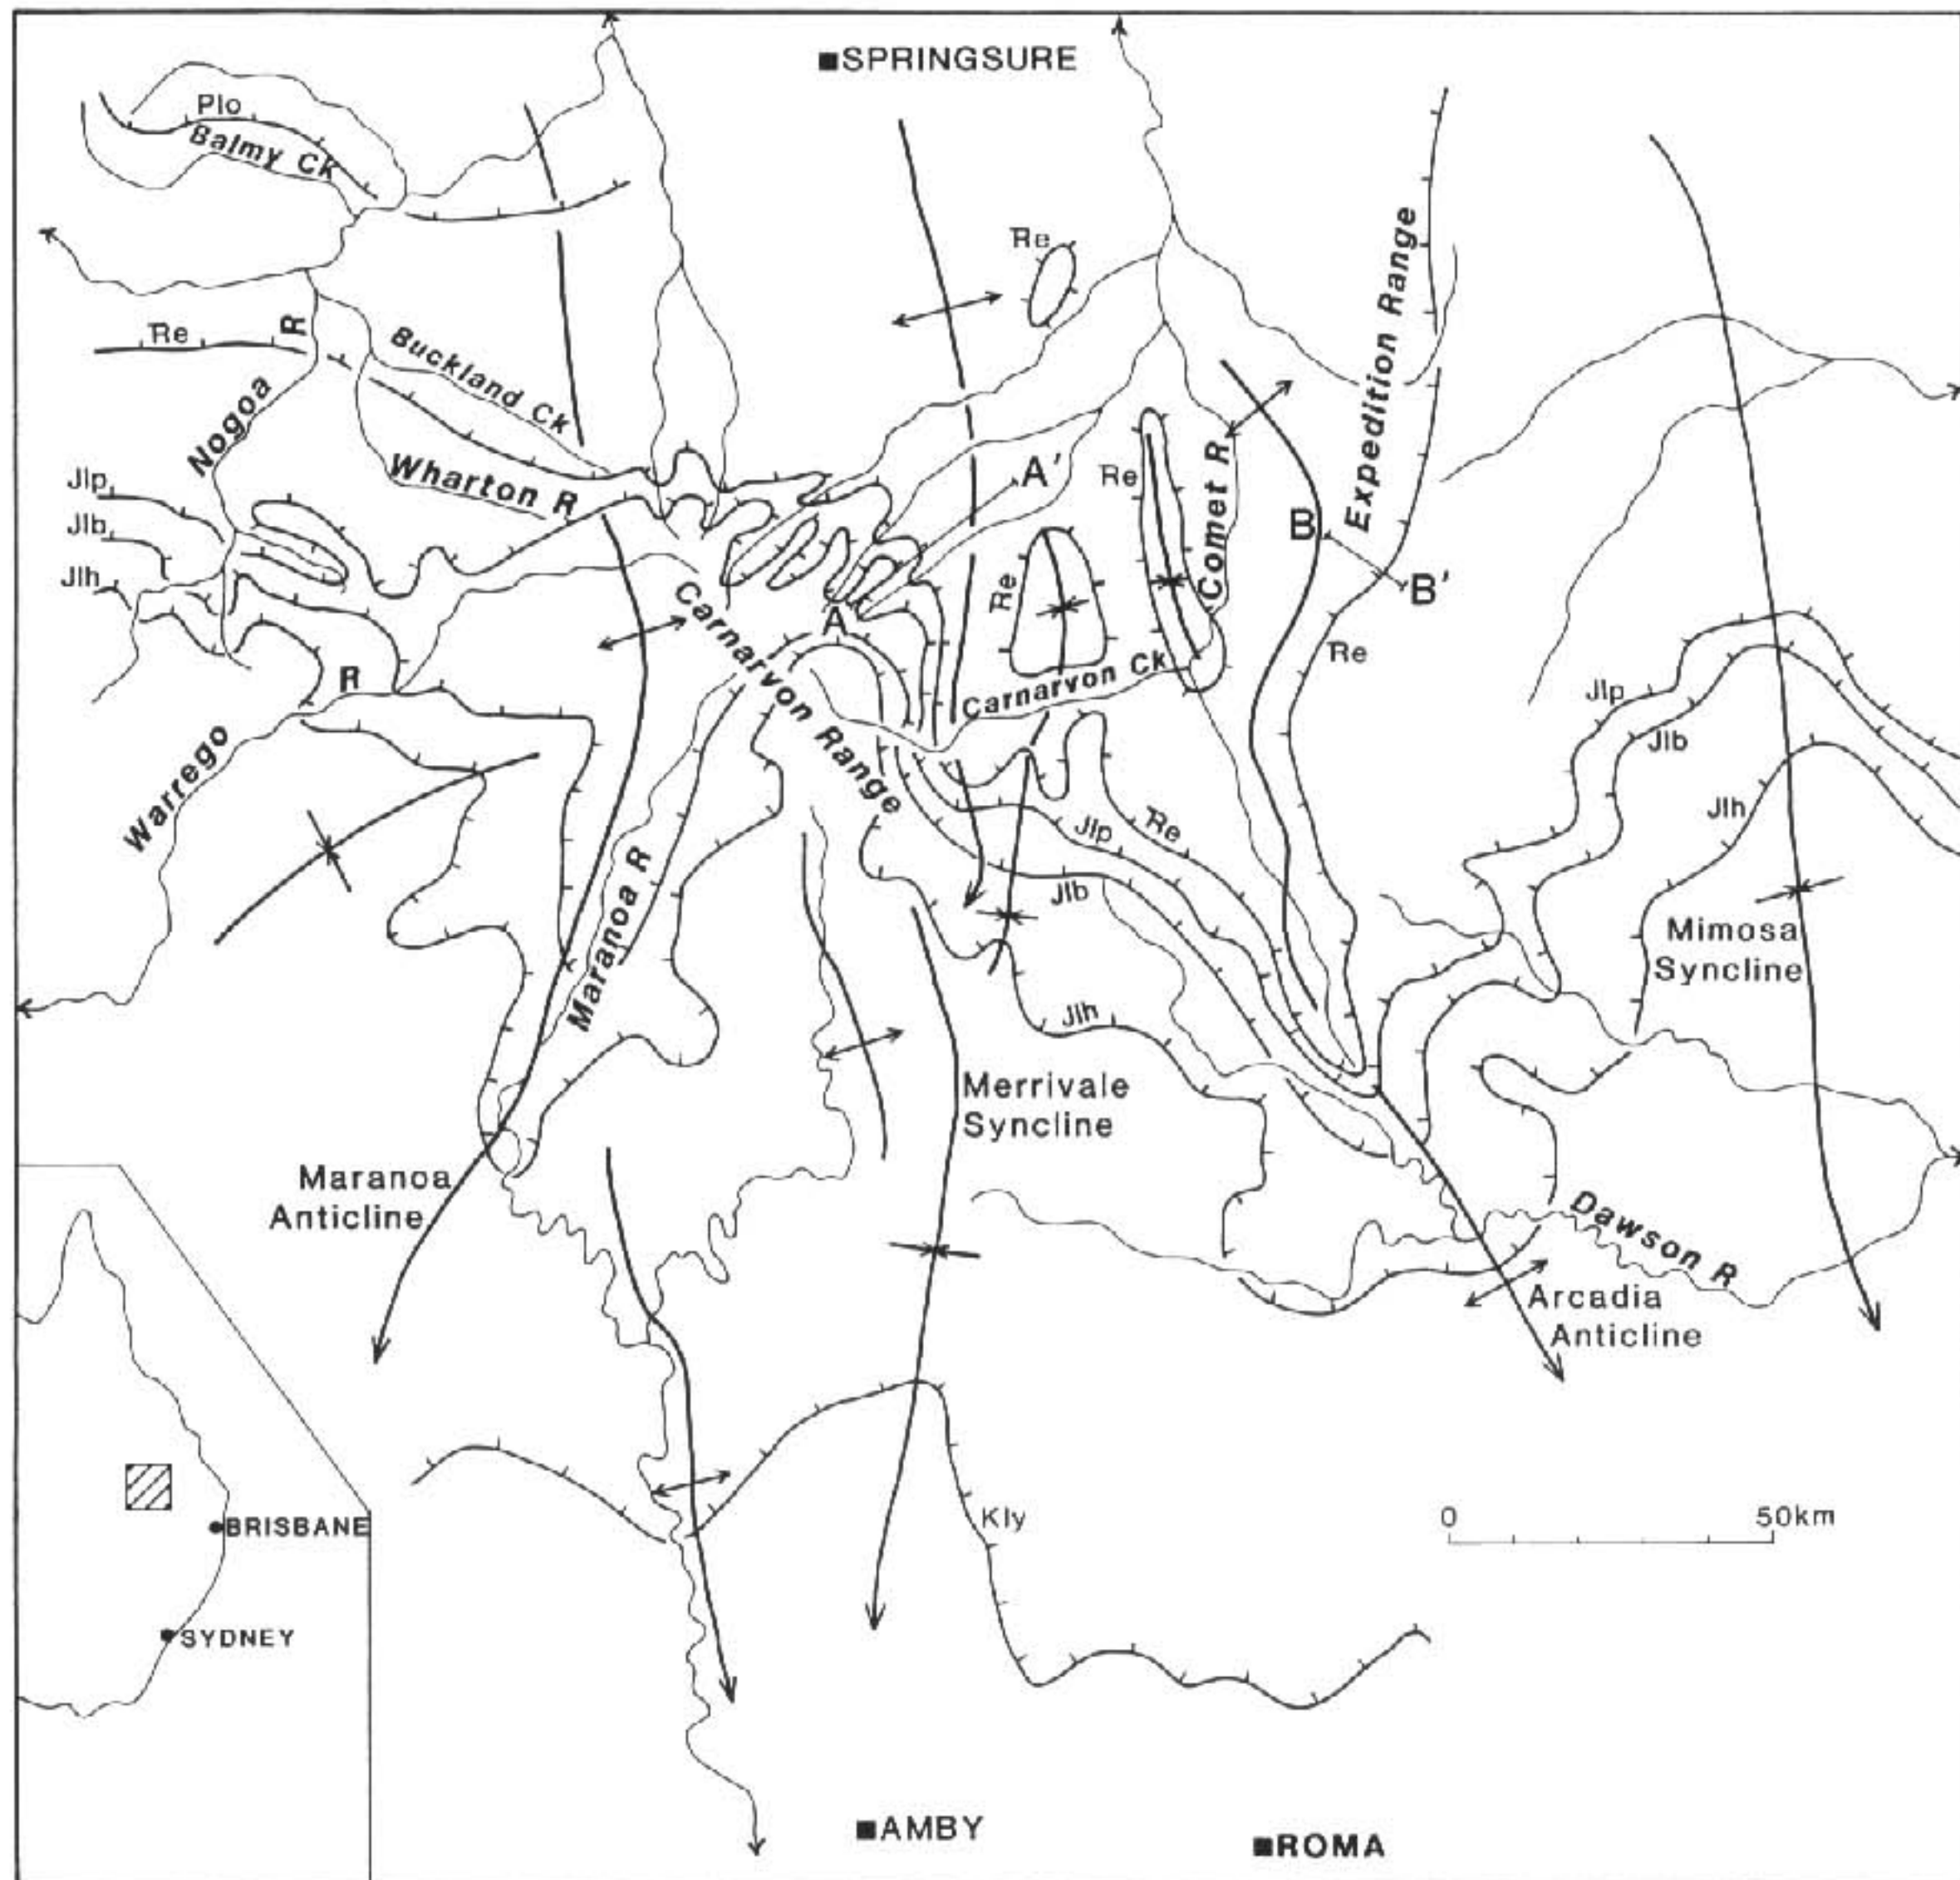 SPRINGSURE
Plo
Balmy Ck
Re
Re
R
Nogoa
Buckland Ck
Wharton R
Expedition Range
Jlp
Jlb
Jlh
A'
Re
Comet R
B
B'
Re
A
Carnarvon Range
Carnarvon Ck
Re
R
Warrego
Jlp
Jlb
Jlh
Jlp
Re
Jlb
Maranoa R
Mimosa
Syncline
Jlh
Merrivale
Syncline
Maranoa
Anticline
Dawson R
Arcadia
Anticline
Kly
0 50km
BRISBANE
SYDNEY
AMBY
ROMA